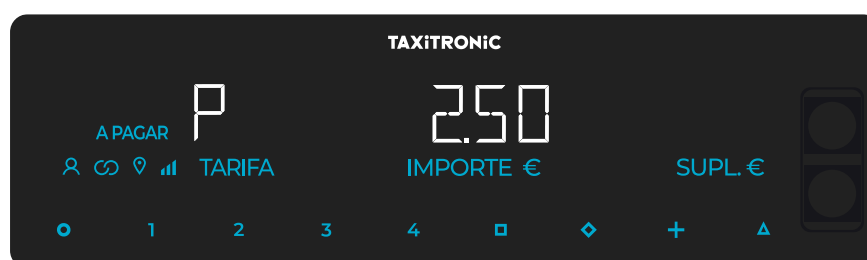 TAXiTRONiC
P 2.50
A PAGAR
TARIFA IMPORTE € SUPL. €
1 2 3 4